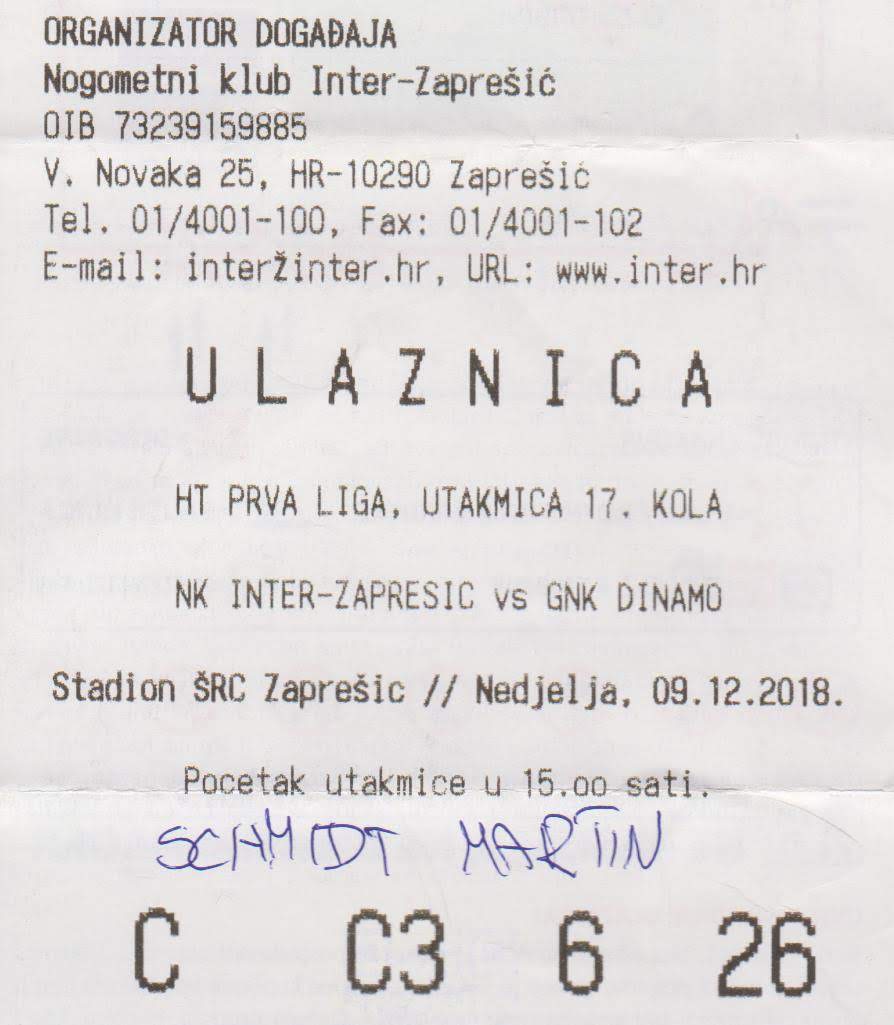 ORGANIZATOR DOGAĐAJA
Nogometni klub Inter-Zaprešić
OIB 73239159885
V. Novaka 25, HR-10290 Zaprešić
Tel. 01/4001-100, Fax: 01/4001-102
E-mail: interžinter.hr, URL: www.inter.hr
ULAZNICA
HT PRVA LIGA, UTAKMICA 17. KOLA
NK INTER-ZAPRESIC vs GNK DINAMO
Stadion ŠRC Zaprešic // Nedjelja, 09.12.2018.
Pocetak utakmice u 15.oo sati.
SCHMIDT MARTIN
C C3 6 26